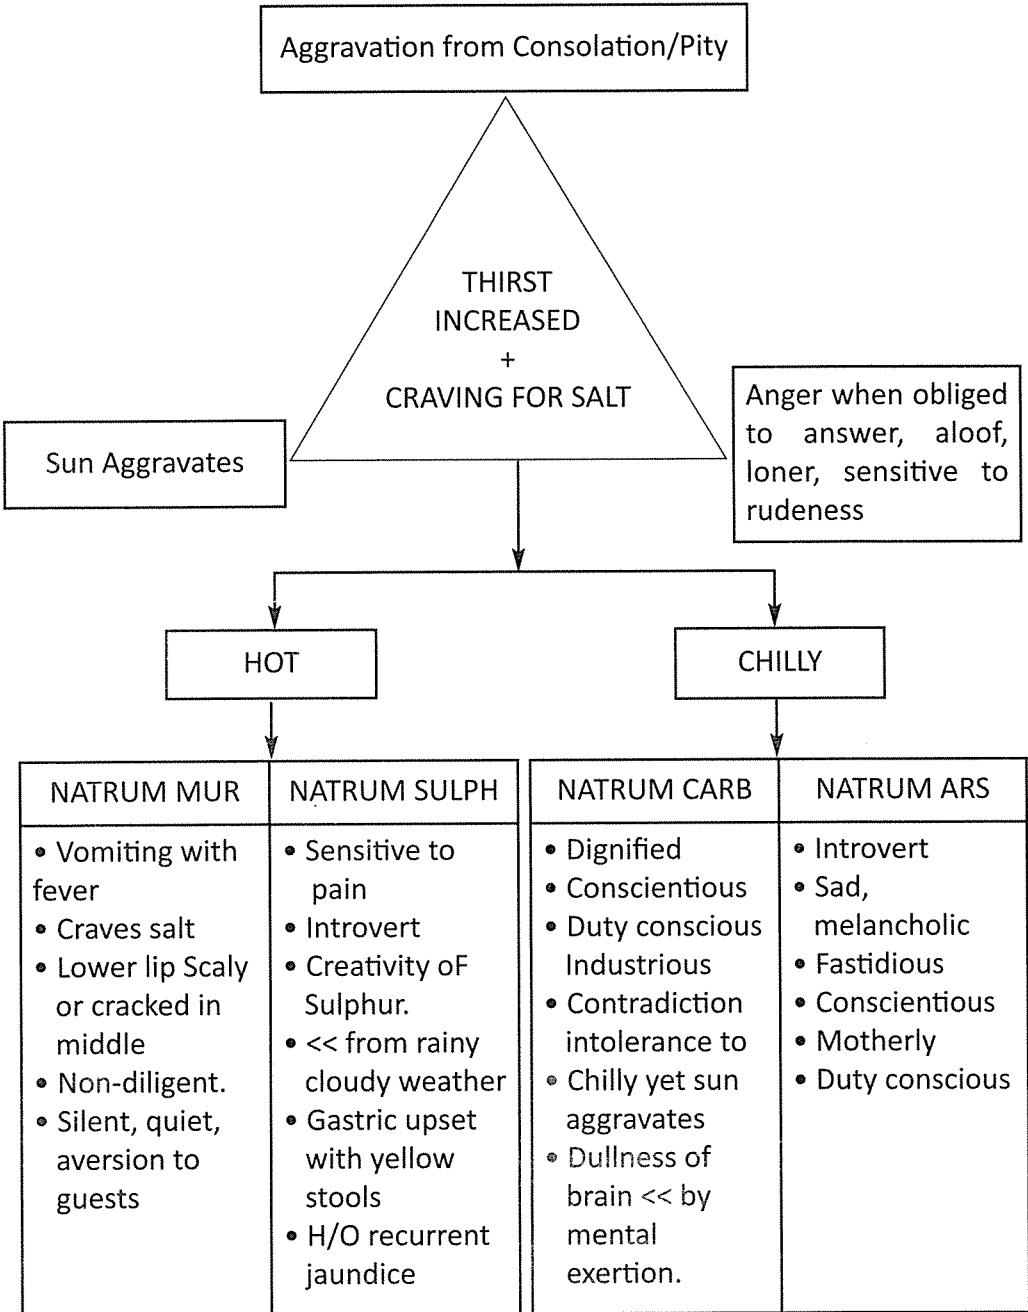 Aggravation from Consolation/Pity
THIRST
INCREASED
+
CRAVING FOR SALT
Sun Aggravates
Anger when obliged
to answer, aloof,
loner, sensitive to
rudeness
HOT
CHILLY
NATRUM MUR
• Vomiting with
fever
• Craves salt
• Lower lip Scaly
or cracked in
middle
• Non-diligent.
• Silent, quiet,
aversion to
guests
NATRUM SULPH
• Sensitive to
pain
• Introvert
• Creativity oF
Sulphur.
• << from rainy
cloudy weather
• Gastric upset
with yellow
stools
• H/O recurrent
jaundice
NATRUM CARB
• Dignified
• Conscientious
• Duty conscious
Industrious
• Contradiction
intolerance to
• Chilly yet sun
aggravates
• Dullness of
brain << by
mental
exertion.
NATRUM ARS
• Introvert
• Sad,
melancholic
• Fastidious
• Conscientious
• Motherly
• Duty conscious